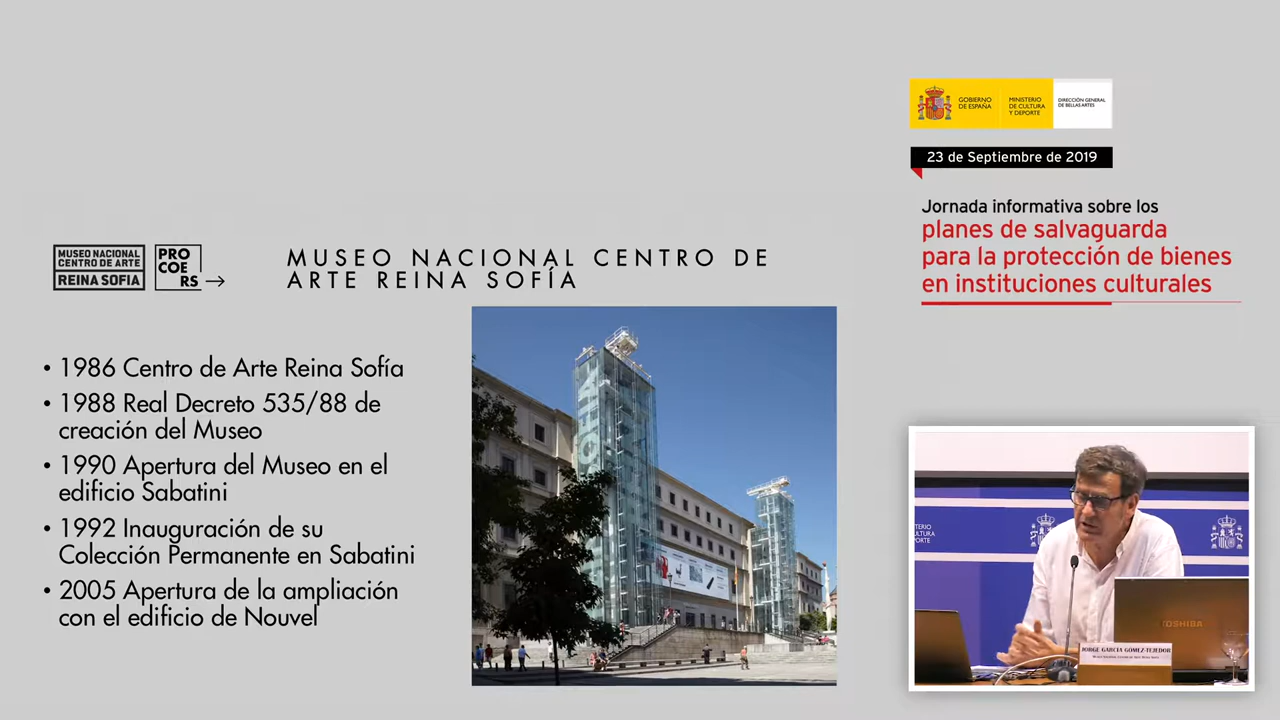 GOBIERNO
DE ESPAÑA
MINISTERIO
DE CULTURA
Y DEPORTE
DIRECCIÓN GENERAL
DE BELLAS ARTES
23 de Septiembre de 2019
Jornada informativa sobre los
planes de salvaguarda
para la protección de bienes
en instituciones culturales
MUSEO NACIONAL
CENTRO DE ARTE
REINA SOFIA
PRO
COE
RS
MUSEO NACIONAL CENTRO DE
ARTE REINA SOFÍA
• 1986 Centro de Arte Reina Sofía
• 1988 Real Decreto 535/88 de
creación del Museo
• 1990 Apertura del Museo en el
edificio Sabatini
• 1992 Inauguración de su
Colección Permanente en Sabatini
• 2005 Apertura de la ampliación
con el edificio de Nouvel
TERIO
ULTURA
PORTE
TOSHIBA
JORGE GARCÍA GÓMEZ-TEJEDOR